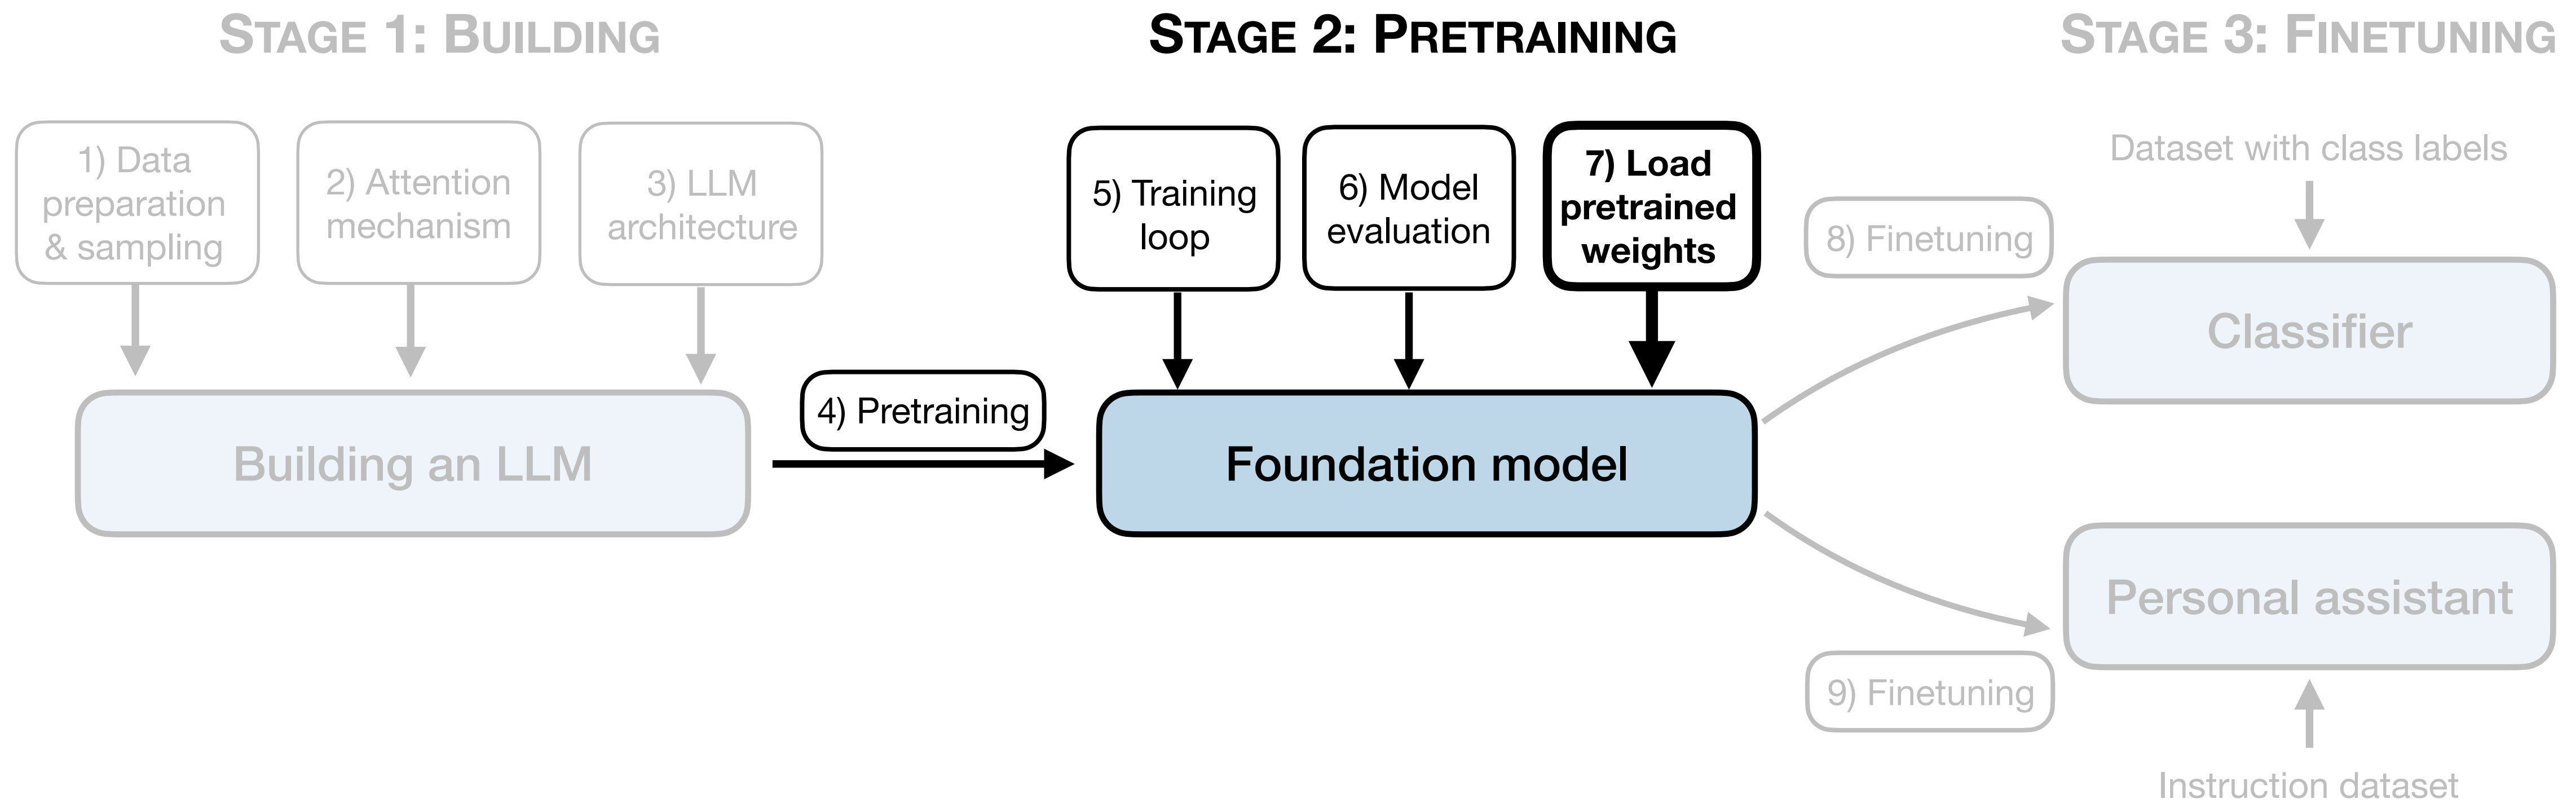 STAGE 1: BUILDING
STAGE 2: PRETRAINING
STAGE 3: FINETUNING
1) Data
preparation
& sampling
2) Attention
mechanism
3) LLM
architecture
Building an LLM
4) Pretraining
5) Training
loop
6) Model
evaluation
7) Load
pretrained
weights
Foundation model
8) Finetuning
Dataset with class labels
Classifier
Personal assistant
9) Finetuning
Instruction dataset